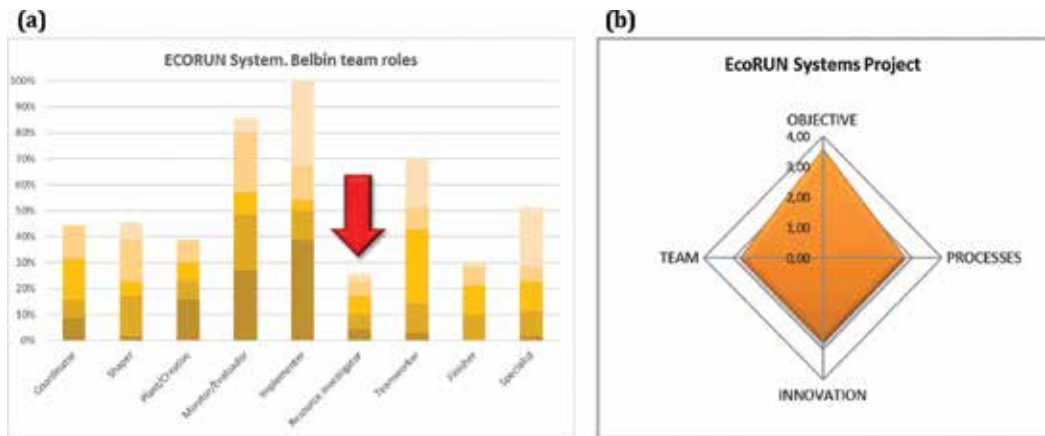 (a)
ECORUN System. Belbin team roles
100%
90%
80%
70%
60%
50%
40%
30%
20%
10%
0%
Coordinator
Shaper
Plant/Creative
Monitor/Evaluador
Implementer
Resource Investigator
Teamworker
Finisher
Specialist
(b)
EcoRUN Systems Project
OBJECTIVE
4,00
3,00
2,00
1,00
0,00
TEAM
PROCESSES
INNOVATION